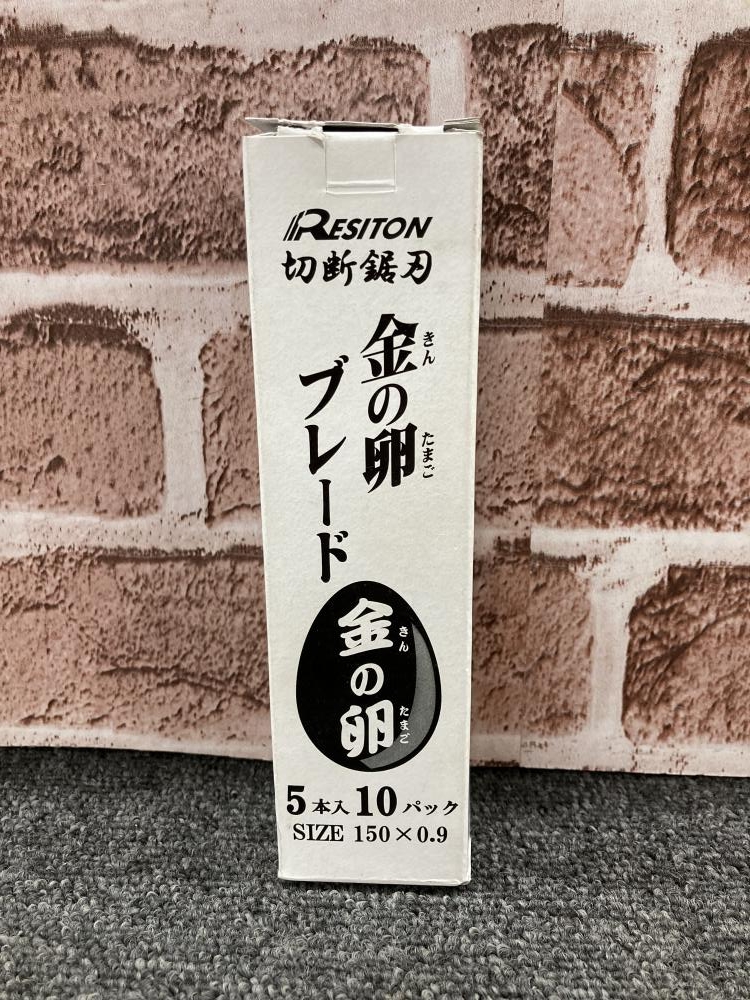 RESITON
切断鋸刃
金の卵
きん
たまご
ブレード
金の卵
きん
たまご
5本入10パック
SIZE 150×0.9